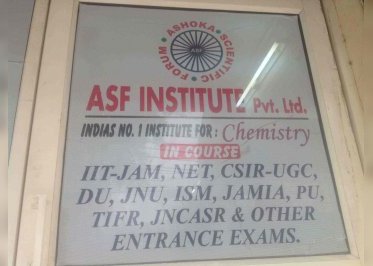 ASHOKA SCIENTIFIC FORUM
ASF
ASF INSTITUTE Pvt. Ltd.
INDIAS NO. 1 INSTITUTE FOR : Chemistry
IN COURSE
IIT-JAM, NET, CSIR-UGC,
DU, JNU, ISM, JAMIA, PU,
TIFR, JNCASR & OTHER
ENTRANCE EXAMS.